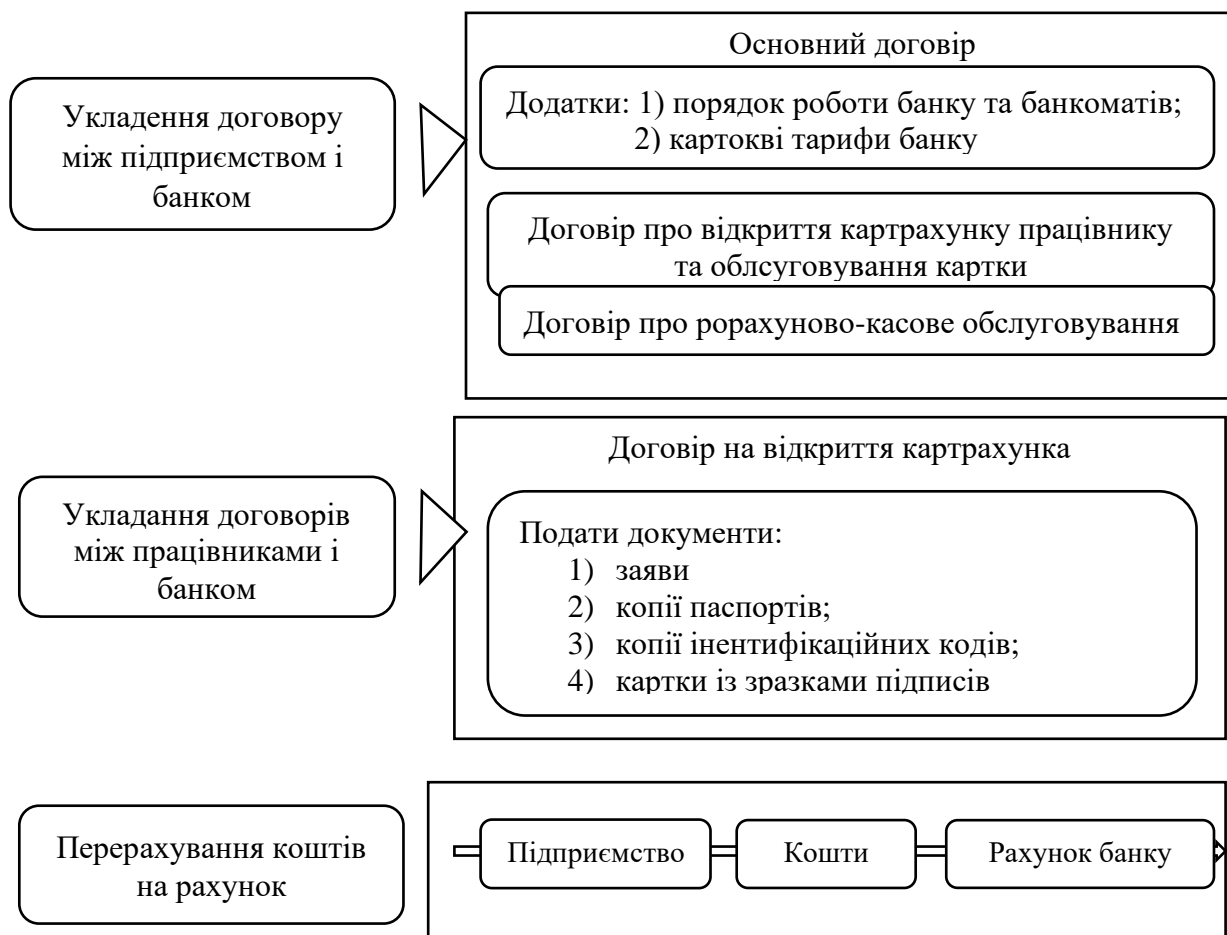 Основний договір
Укладення договору
між підприємством і
банком
Додатки: 1) порядок роботи банку та банкоматів;
2) картокві тарифи банку
Договір про відкриття картрахунку працівнику
та облсуговування картки
Договір про рорахуново-касове обслуговування
Укладання договорів
між працівниками і
банком
Договір на відкриття картрахунка
Подати документи:
1) заяви
2) копії паспортів;
3) копії інентифікаційних кодів;
4) картки із зразками підписів
Перерахування коштів
на рахунок
Підприємство
Кошти
Рахунок банку